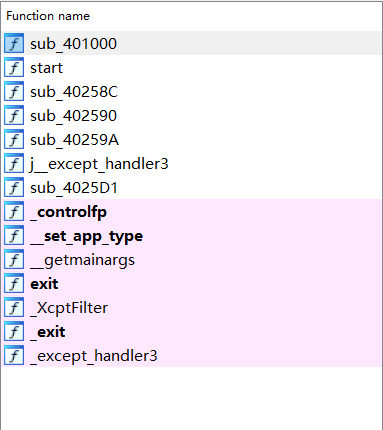 Function name
sub_401000
start
sub_40258C
sub_402590
sub_40259A
j__except_handler3
sub_4025D1
_controlfp
__set_app_type
__getmainargs
exit
_XcptFilter
_exit
_except_handler3